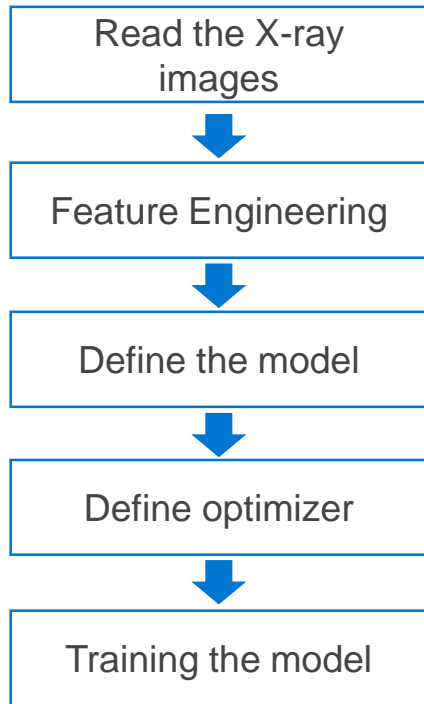 Read the X-ray
images
Feature Engineering
Define the model
Define optimizer
Training the model